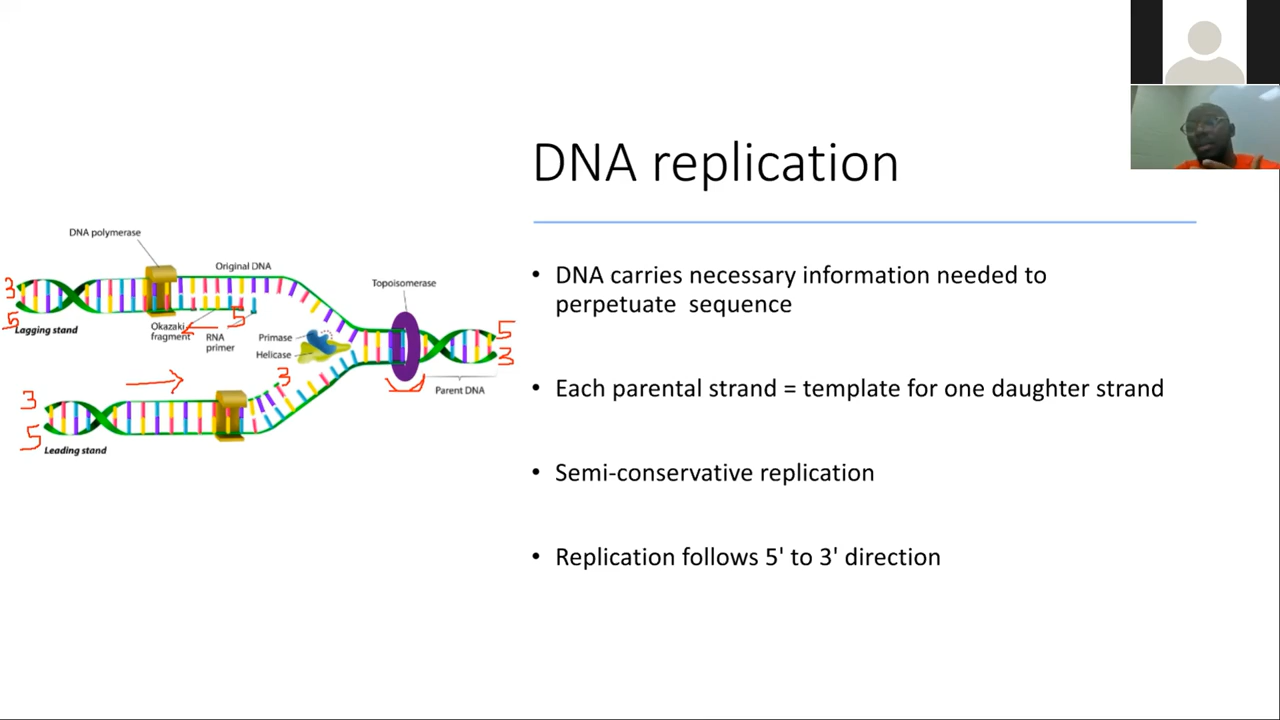 DNA replication
DNA polymerase
Original DNA
Topoisomerase
3
5
Lagging stand
Okazaki
fragment
5
RNA
primer
Primase
Helicase
5
3
Parent DNA
3
3
5
Leading stand
• DNA carries necessary information needed to
perpetuate sequence
• Each parental strand = template for one daughter strand
• Semi-conservative replication
• Replication follows 5' to 3' direction